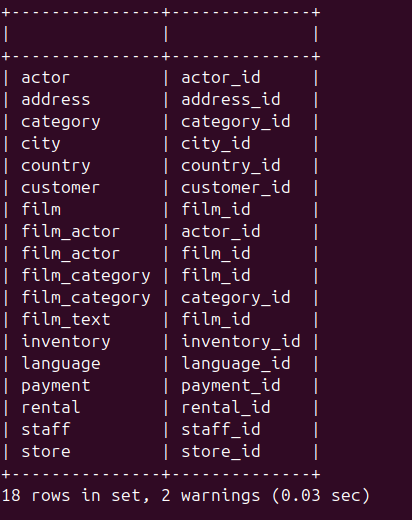 +---------------+--------------+
|               |              |
+---------------+--------------+
| actor         | actor_id     |
| address       | address_id   |
| category      | category_id  |
| city          | city_id      |
| country       | country_id   |
| customer      | customer_id  |
| film          | film_id      |
| film_actor    | actor_id     |
| film_actor    | film_id      |
| film_category | film_id      |
| film_category | category_id  |
| film_text     | film_id      |
| inventory     | inventory_id |
| language      | language_id  |
| payment       | payment_id   |
| rental        | rental_id    |
| staff         | staff_id     |
| store         | store_id     |
+---------------+--------------+
18 rows in set, 2 warnings (0.03 sec)